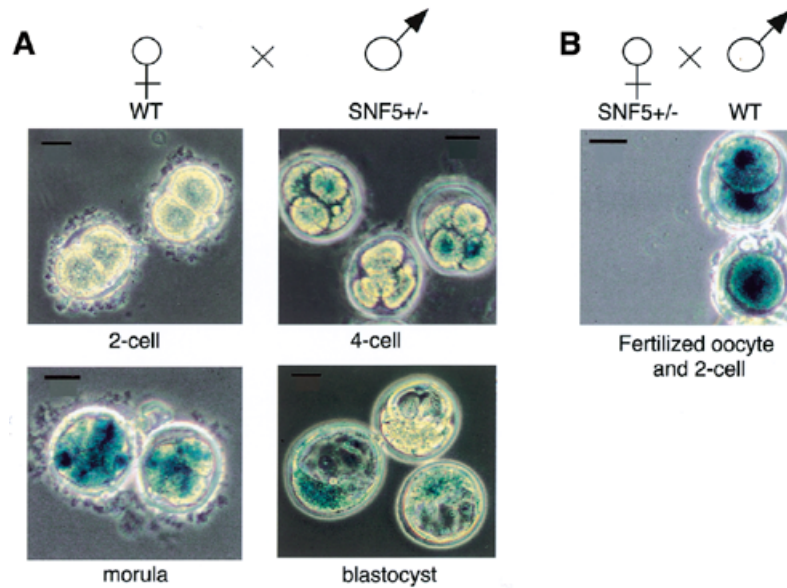 A
B
WT
SNF5+/-
SNF5+/-
WT
2-cell
4-cell
Fertilized oocyte
and 2-cell
morula
blastocyst